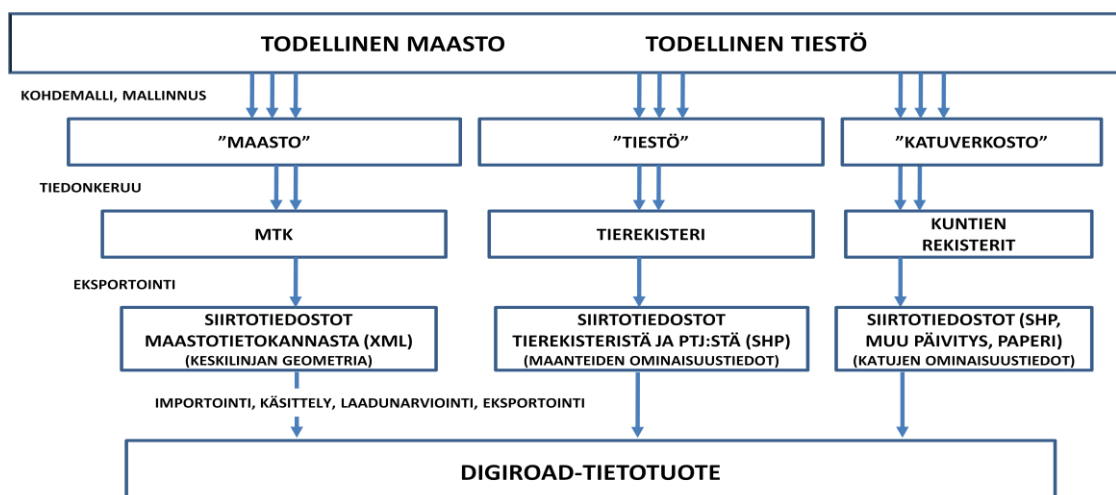 TODELLINEN MAASTO TODELLINEN TIESTÖ
KOHDEMALLI, MALLINNUS
”MAASTO” ”TIESTÖ” ”KATUVERKOSTO”
TIEDONKERUU
MTK TIEREKISTERI KUNTIEN
REKISTERIT
EKSPORTOINTI
SIIRTOTIEDOSTOT
MAASTOTIETOKANNASTA (XML)
(KESKILINJAN GEOMETRIA)
SIIRTOTIEDOSTOT
TIEREKISTERISTÄ JA PTJ:STÄ (SHP)
(MAANTEIDEN OMINAISUUSTIEDOT)
SIIRTOTIEDOSTOT (SHP,
MUU PÄIVITYS, PAPERI)
(KATUJEN OMINAISUUSTIEDOT)
IMPORTOINTI, KÄSITTELY, LAADUNARVIOINTI, EKSPORTOINTI
DIGIROAD-TIETOTUOTE